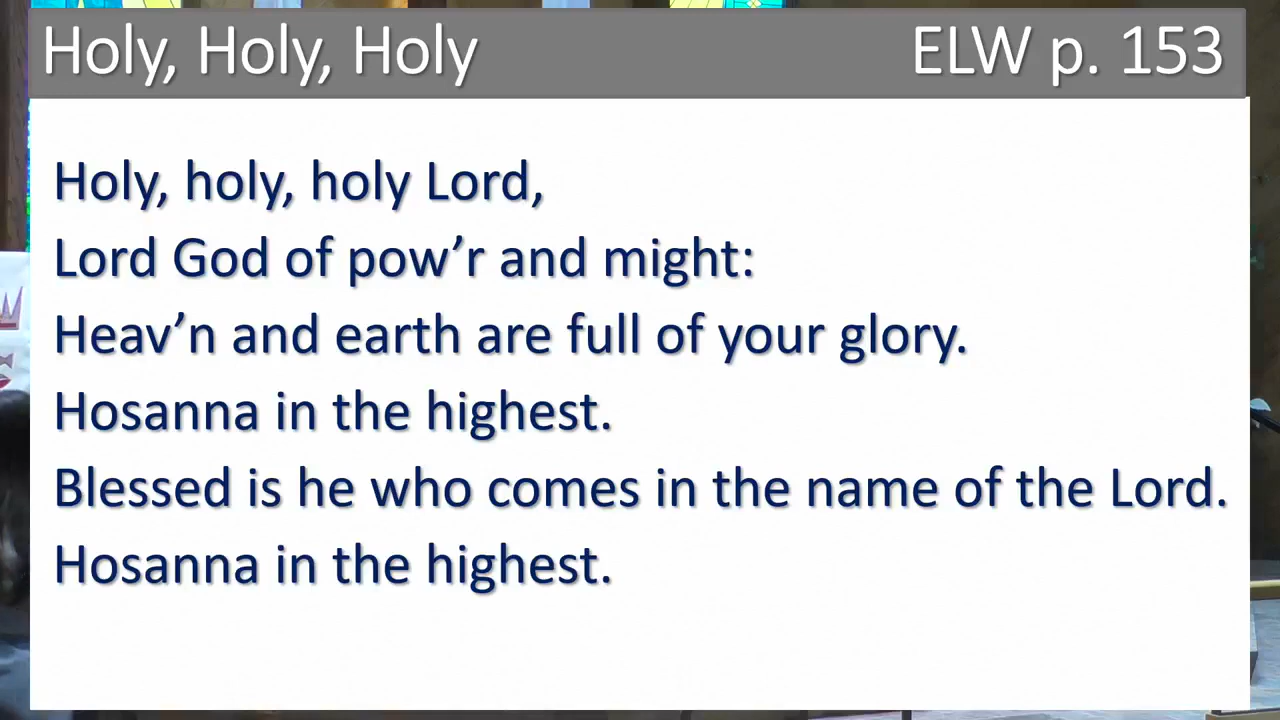 Holy, Holy, Holy ELW p. 153
Holy, holy, holy Lord,
Lord God of pow’r and might:
Heav’n and earth are full of your glory.
Hosanna in the highest.
Blessed is he who comes in the name of the Lord.
Hosanna in the highest.